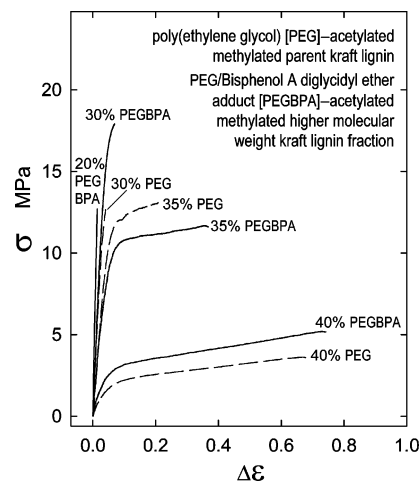 poly(ethylene glycol) [PEG]–acetylated
methylated parent kraft lignin
PEG/Bisphenol A diglycidyl ether
adduct [PEGBPA]–acetylated
methylated higher molecular
weight kraft lignin fraction
20
15
10
5
0
σ MPa
30% PEGBPA
20%
PEG
BPA
30% PEG
35% PEG
35% PEGBPA
40% PEGBPA
40% PEG
0.0 0.2 0.4 0.6 0.8 1.0
Δε